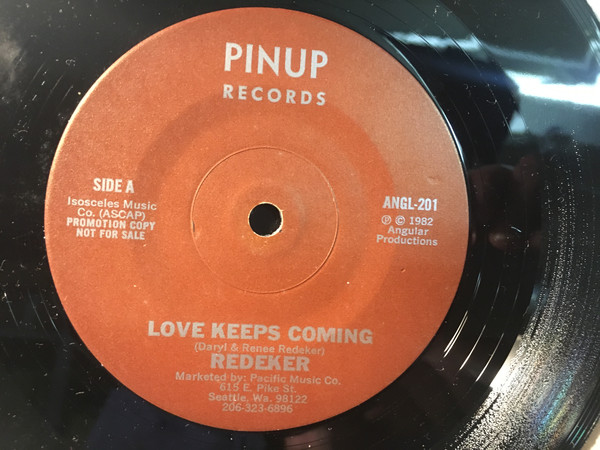 PINUP
RECORDS
SIDE A
Isosceles Music
Co. (ASCAP)
PROMOTION COPY
NOT FOR SALE
ANGL-201
℗ © 1982
Angular
Productions
LOVE KEEPS COMING
(Daryl & Renee Redeker)
REDEKER
Marketed by: Pacific Music Co.
615 E. Pike St.
Seattle, Wa. 98122
206-323-6896